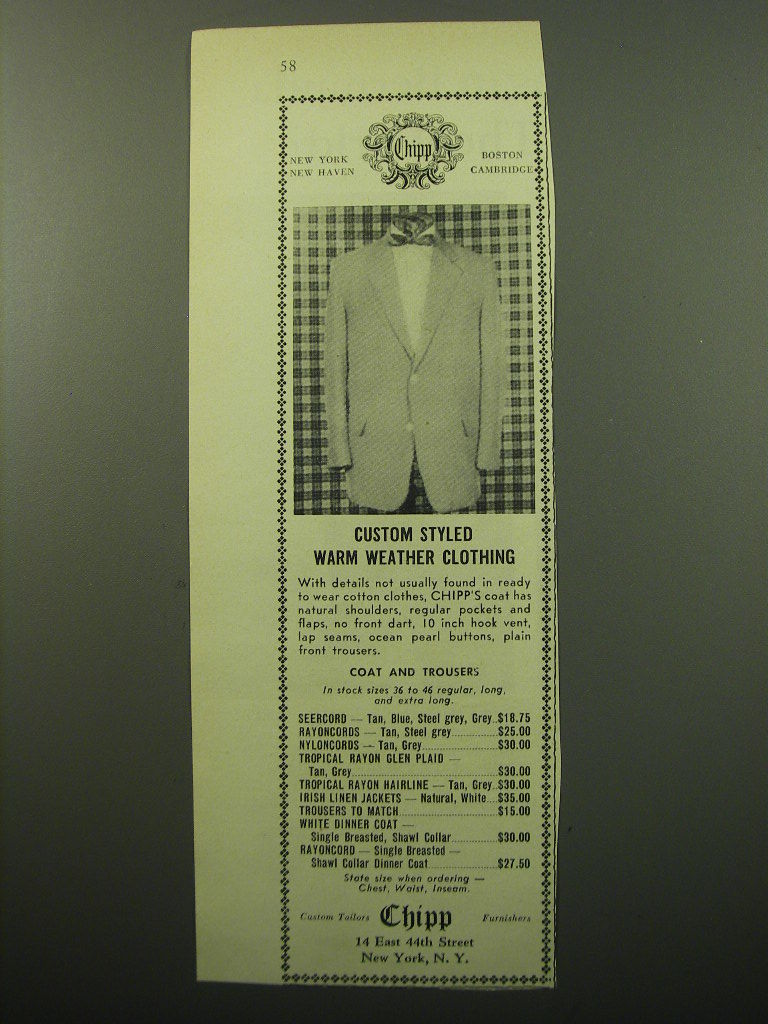 58
NEW YORK
NEW HAVEN
Chipp
BOSTON
CAMBRIDGE
CUSTOM STYLED
WARM WEATHER CLOTHING
With details not usually found in ready
to wear cotton clothes, CHIPP'S coat has
natural shoulders, regular pockets and
flaps, no front dart, 10 inch hook vent,
lap seams, ocean pearl buttons, plain
front trousers.
COAT AND TROUSERS
In stock sizes 36 to 46 regular, long,
and extra long.
SEERCORD — Tan, Blue, Steel grey, Grey..$18.75
RAYONCORDS — Tan, Steel grey..............$25.00
NYLONCORDS — Tan, Grey........................$30.00
TROPICAL RAYON GLEN PLAID —
Tan, Grey................................................$30.00
TROPICAL RAYON HAIRLINE — Tan, Grey..$30.00
IRISH LINEN JACKETS — Natural, White....$35.00
TROUSERS TO MATCH................................$15.00
WHITE DINNER COAT —
Single Breasted, Shawl Collar...............$30.00
RAYONCORD — Single Breasted —
Shawl Collar Dinner Coat......................$27.50
State size when ordering —
Chest, Waist, Inseam.
Custom Tailors Chipp Furnishers
14 East 44th Street
New York, N. Y.